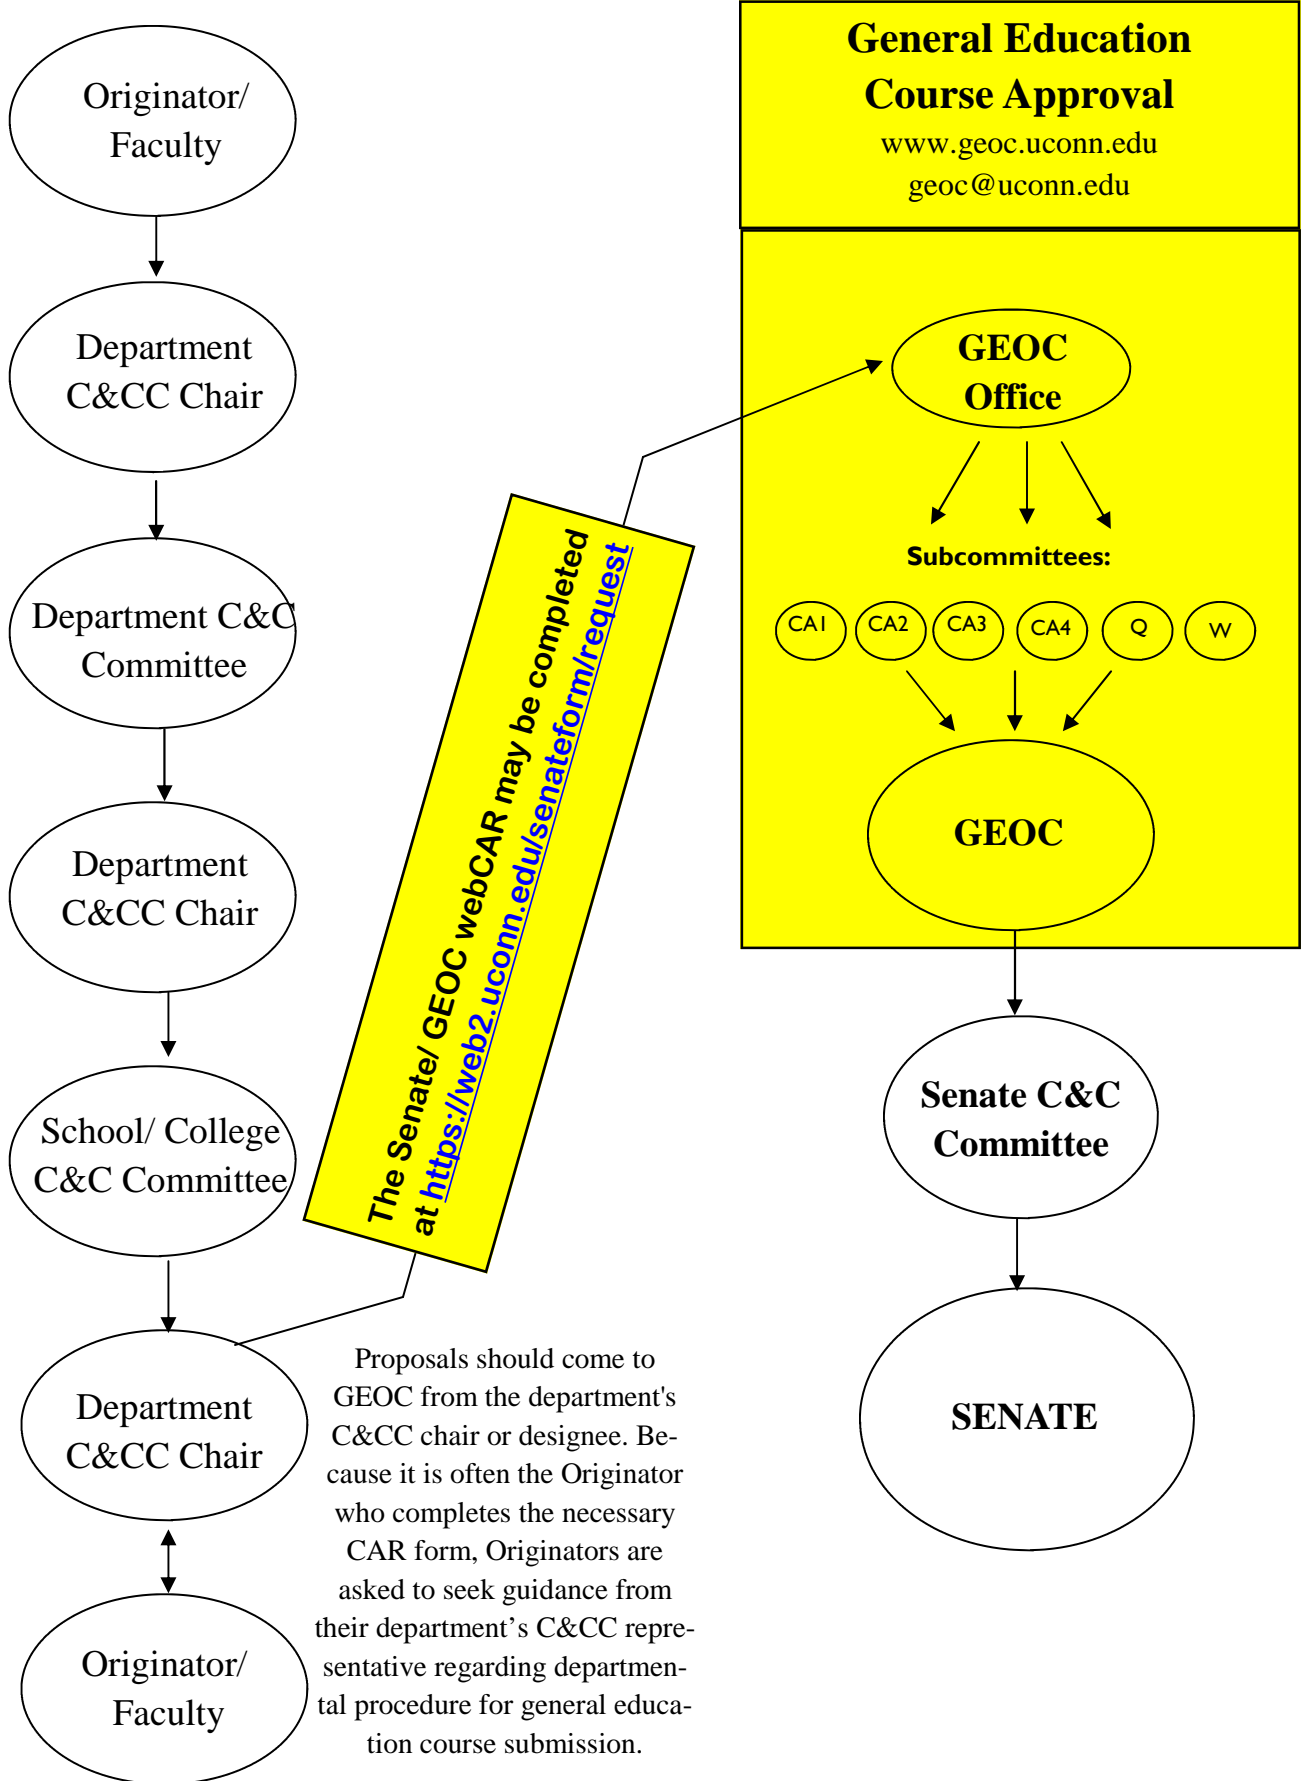 Originator/
Faculty
Department
C&CC Chair
Department C&C
Committee
Department
C&CC Chair
School/ College
C&C Committee
Department
C&CC Chair
Originator/
Faculty
The Senate/ GEOC webCAR may be completed
at https://web2.uconn.edu/senateform/request
Proposals should come to
GEOC from the department's
C&CC chair or designee. Be-
cause it is often the Originator
who completes the necessary
CAR form, Originators are
asked to seek guidance from
their department’s C&CC repre-
sentative regarding departmen-
tal procedure for general educa-
tion course submission.
General Education
Course Approval
www.geoc.uconn.edu
geoc@uconn.edu
GEOC
Office
Subcommittees:
CA1 CA2 CA3 CA4 Q W
GEOC
Senate C&C
Committee
SENATE